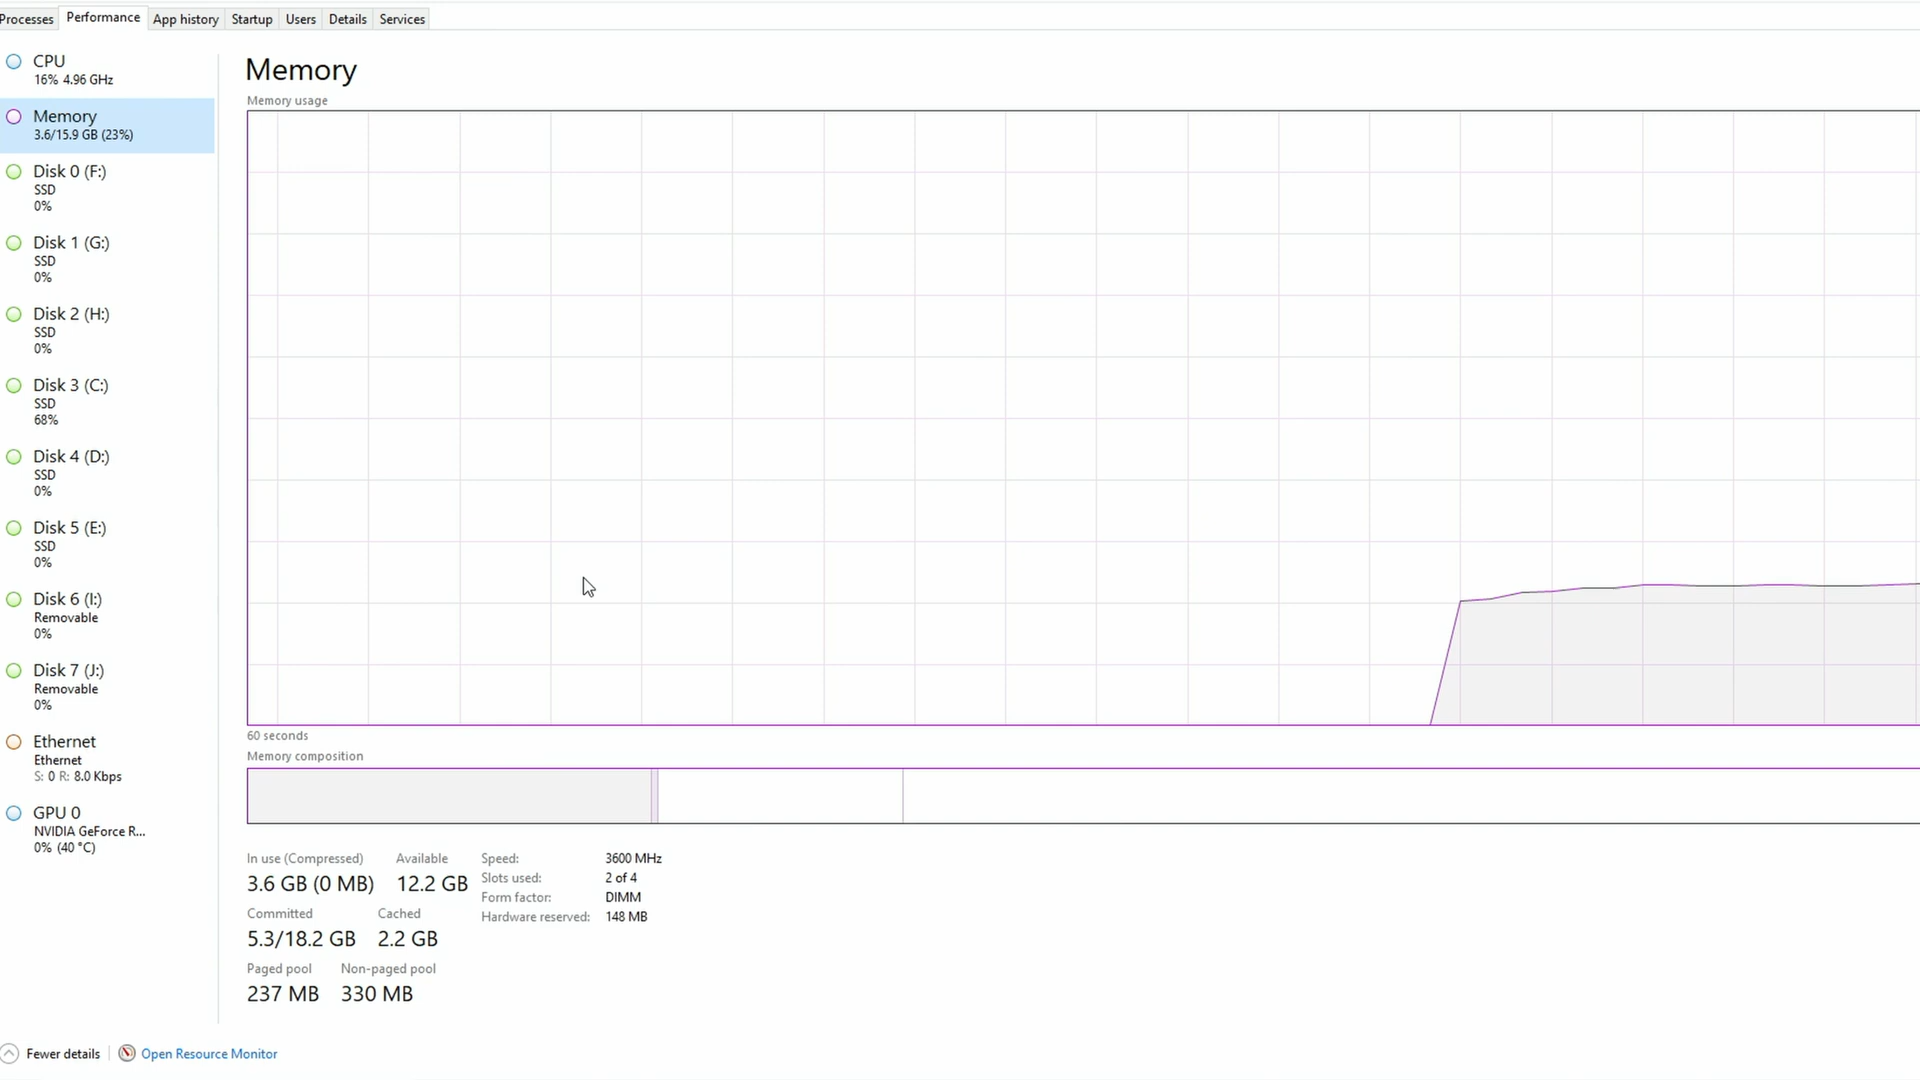 Processes Performance App history Startup Users Details Services
CPU
16% 4.96 GHz
Memory
3.6/15.9 GB (23%)
Disk 0 (F:)
SSD
0%
Disk 1 (G:)
SSD
0%
Disk 2 (H:)
SSD
0%
Disk 3 (C:)
SSD
68%
Disk 4 (D:)
SSD
0%
Disk 5 (E:)
SSD
0%
Disk 6 (I:)
Removable
0%
Disk 7 (J:)
Removable
0%
Ethernet
Ethernet
S: 0 R: 8.0 Kbps
GPU 0
NVIDIA GeForce R...
0% (40 °C)
Memory
Memory usage
60 seconds
Memory composition
In use (Compressed) Available
3.6 GB (0 MB) 12.2 GB
Committed Cached
5.3/18.2 GB 2.2 GB
Paged pool Non-paged pool
237 MB 330 MB
Speed: 3600 MHz
Slots used: 2 of 4
Form factor: DIMM
Hardware reserved: 148 MB
Fewer details Open Resource Monitor